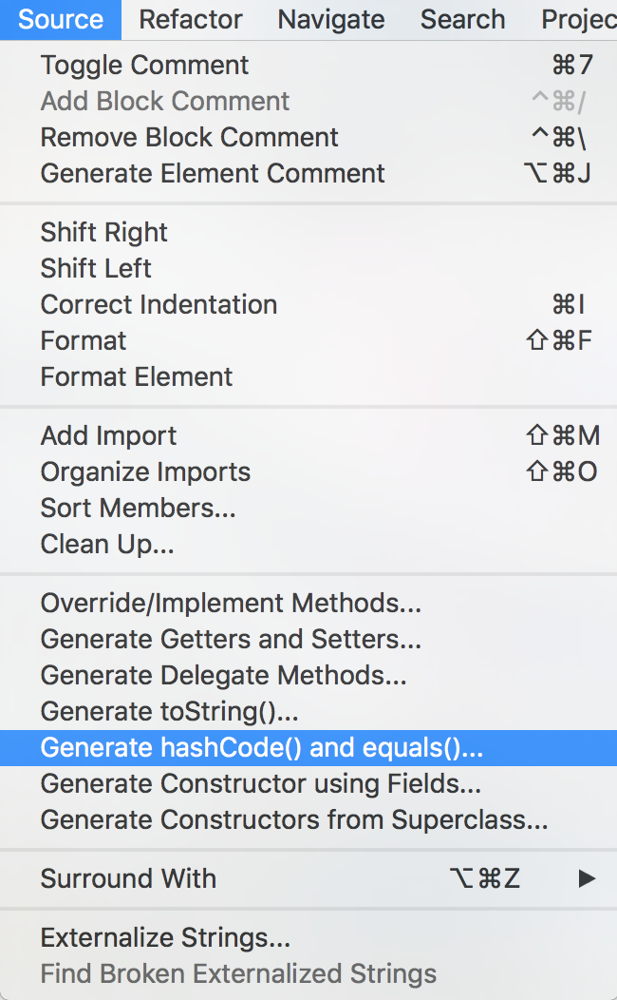 Source Refactor Navigate Search Projec
Toggle Comment ⌘7
Add Block Comment ^⌘/
Remove Block Comment ^⌘\
Generate Element Comment ⌥⌘J
Shift Right
Shift Left
Correct Indentation ⌘I
Format ⇧⌘F
Format Element
Add Import ⇧⌘M
Organize Imports ⇧⌘O
Sort Members...
Clean Up...
Override/Implement Methods...
Generate Getters and Setters...
Generate Delegate Methods...
Generate toString()...
Generate hashCode() and equals()...
Generate Constructor using Fields...
Generate Constructors from Superclass...
Surround With ⌥⌘Z ▶
Externalize Strings...
Find Broken Externalized Strings